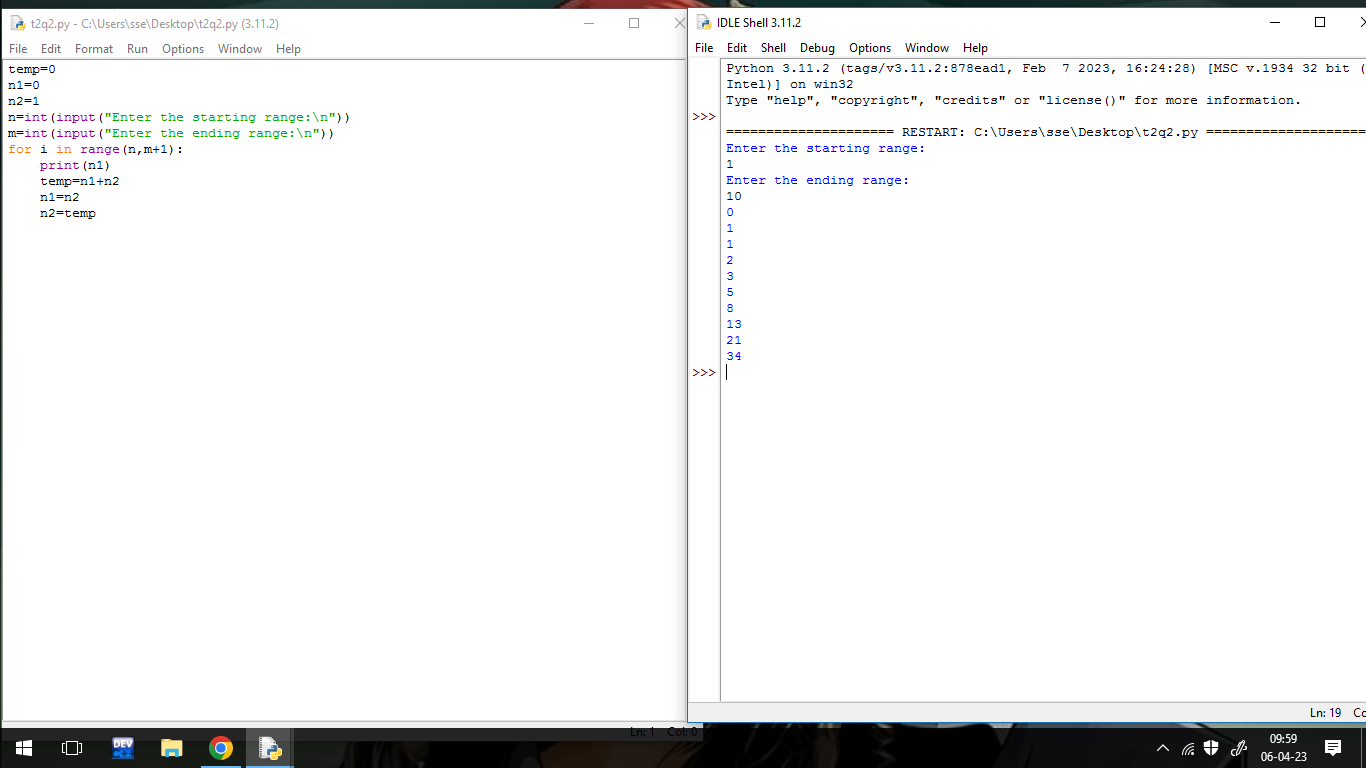 t2q2.py - C:\Users\sse\Desktop\t2q2.py (3.11.2)
File Edit Format Run Options Window Help
temp=0
n1=0
n2=1
n=int(input("Enter the starting range:\n"))
m=int(input("Enter the ending range:\n"))
for i in range(n,m+1):
    print(n1)
    temp=n1+n2
    n1=n2
    n2=temp
Ln: 1 Col: 0
IDLE Shell 3.11.2
File Edit Shell Debug Options Window Help
Python 3.11.2 (tags/v3.11.2:878ead1, Feb  7 2023, 16:24:28) [MSC v.1934 32 bit (
Intel)] on win32
Type "help", "copyright", "credits" or "license()" for more information.
>>>
===================== RESTART: C:\Users\sse\Desktop\t2q2.py ====================
Enter the starting range:
1
Enter the ending range:
10
0
1
1
2
3
5
8
13
21
34
>>>
Ln: 19 Co
DEV
09:59
06-04-23